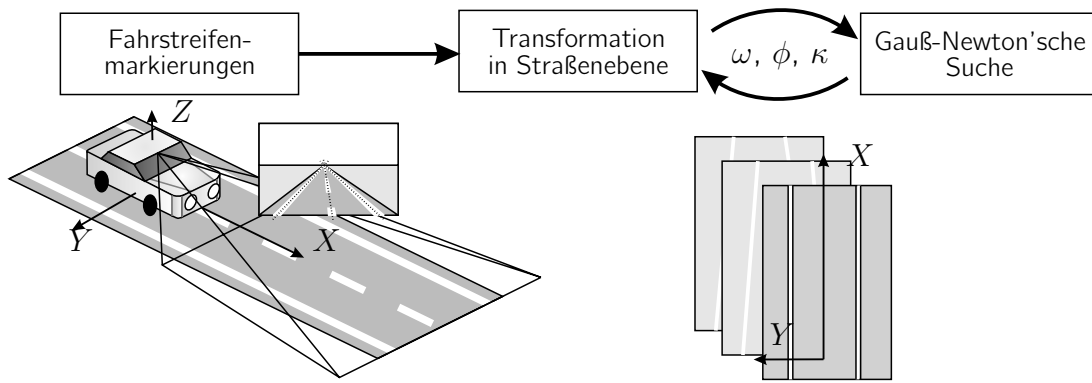 Fahrstreifen-
markierungen
Transformation
in Straßenebene
ω, ϕ, κ
Gauß-Newton'sche
Suche
Z
Y
X
X
Y